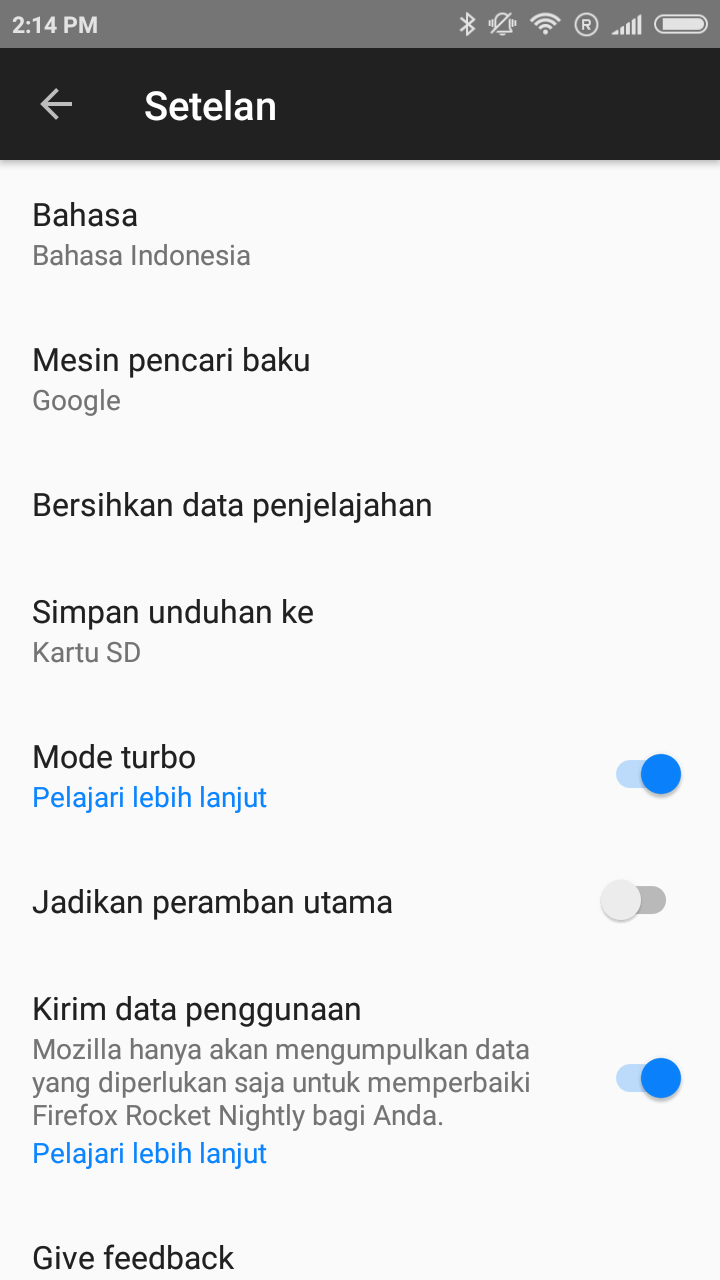 2:14 PM
Setelan
Bahasa
Bahasa Indonesia
Mesin pencari baku
Google
Bersihkan data penjelajahan
Simpan unduhan ke
Kartu SD
Mode turbo
Pelajari lebih lanjut
Jadikan peramban utama
Kirim data penggunaan
Mozilla hanya akan mengumpulkan data
yang diperlukan saja untuk memperbaiki
Firefox Rocket Nightly bagi Anda.
Pelajari lebih lanjut
Give feedback